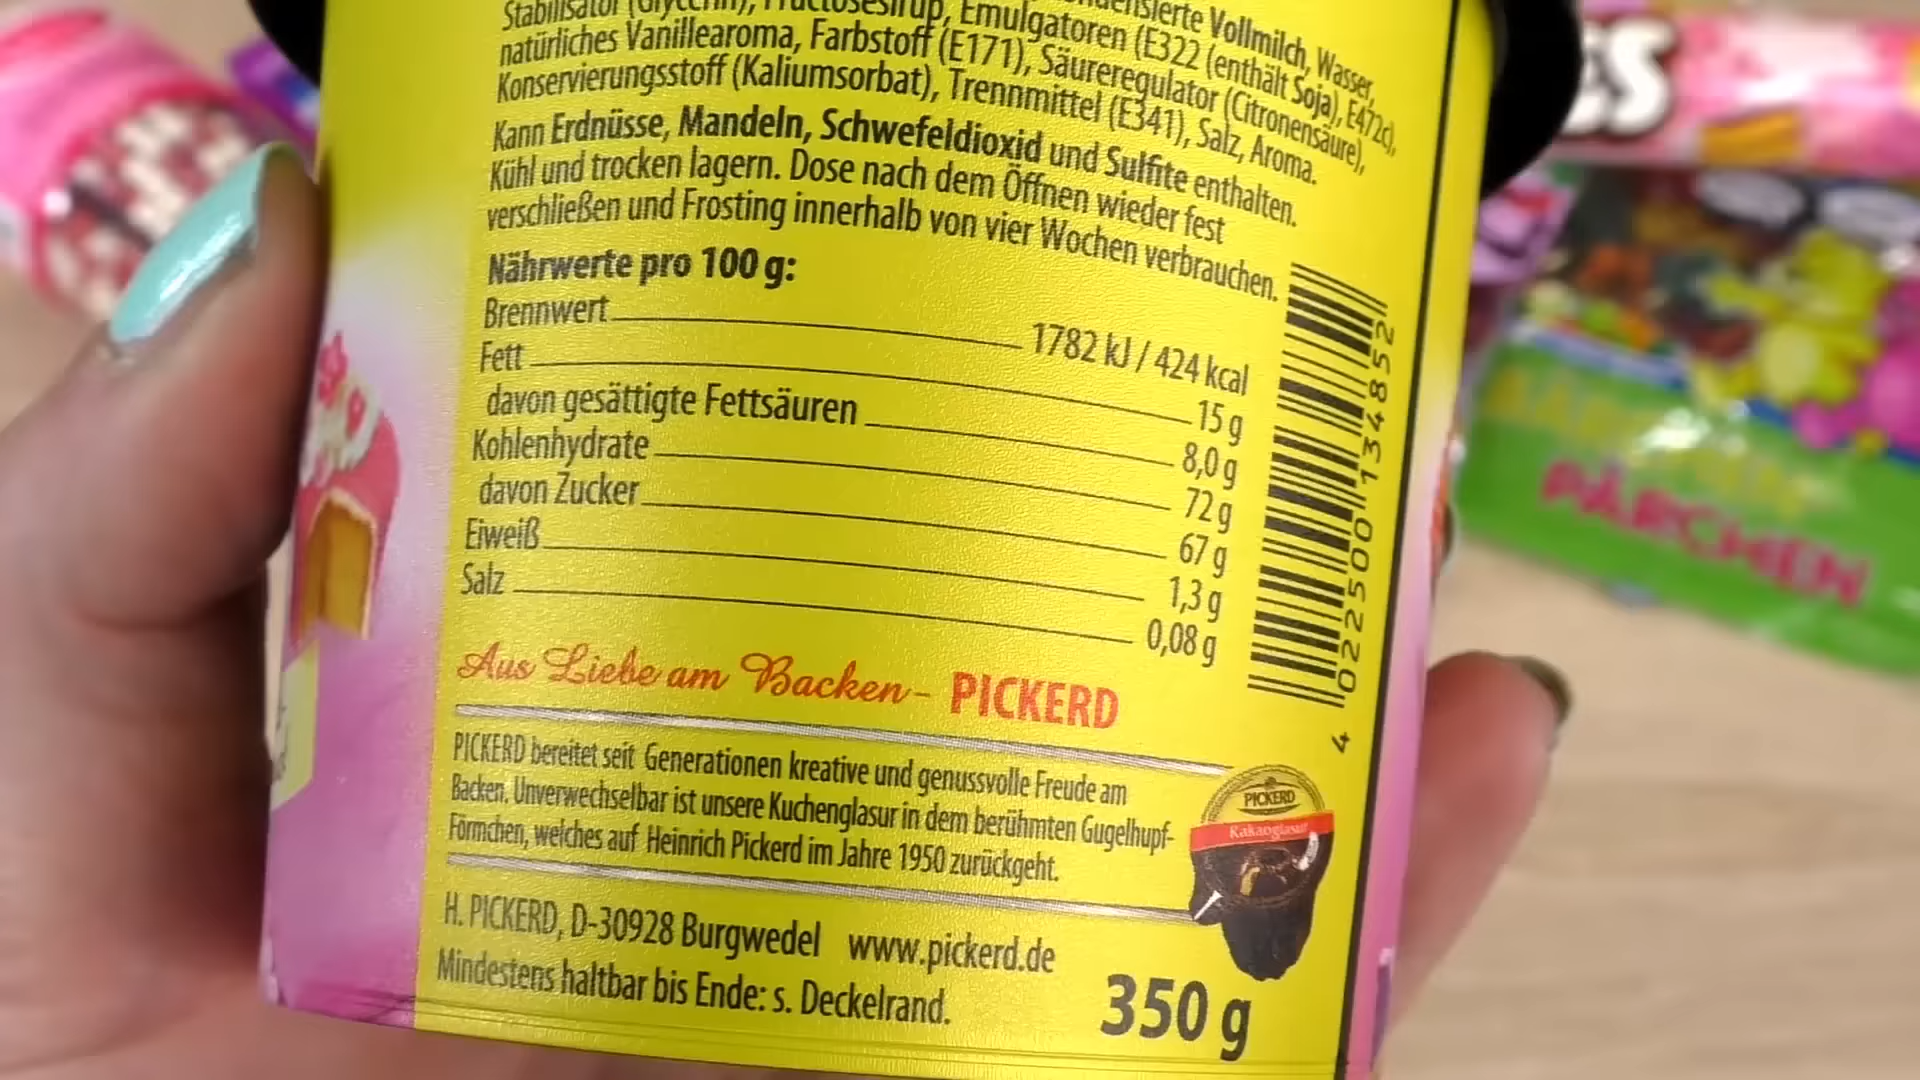 Stabilisator (Glycerin), Fructosesirup, Emulgatoren (E322 (enthält Soja), E472c),
Vollmilch, Wasser,
natürliches Vanillearoma, Farbstoff (E171), Säureregulator (Citronensäure),
Konservierungsstoff (Kaliumsorbat), Trennmittel (E341), Salz, Aroma.
Kann Erdnüsse, Mandeln, Schwefeldioxid und Sulfite enthalten.
Kühl und trocken lagern. Dose nach dem Öffnen wieder fest
verschließen und Frosting innerhalb von vier Wochen verbrauchen.
Nährwerte pro 100 g:
Brennwert 1782 kJ / 424 kcal
Fett 15 g
davon gesättigte Fettsäuren 8,0 g
Kohlenhydrate 72 g
davon Zucker 67 g
Eiweiß 1,3 g
Salz 0,08 g
Aus Liebe am Backen - PICKERD
PICKERD bereitet seit Generationen kreative und genussvolle Freude am
Backen. Unverwechselbar ist unsere Kuchenglasur in dem berühmten Gugelhupf-
Förmchen, welches auf Heinrich Pickerd im Jahre 1950 zurückgeht.
PICKERD
Kakaoglasur
H. PICKERD, D-30928 Burgwedel www.pickerd.de
Mindestens haltbar bis Ende: s. Deckelrand.
350 g
4 022500 134852
PÄRCHEN